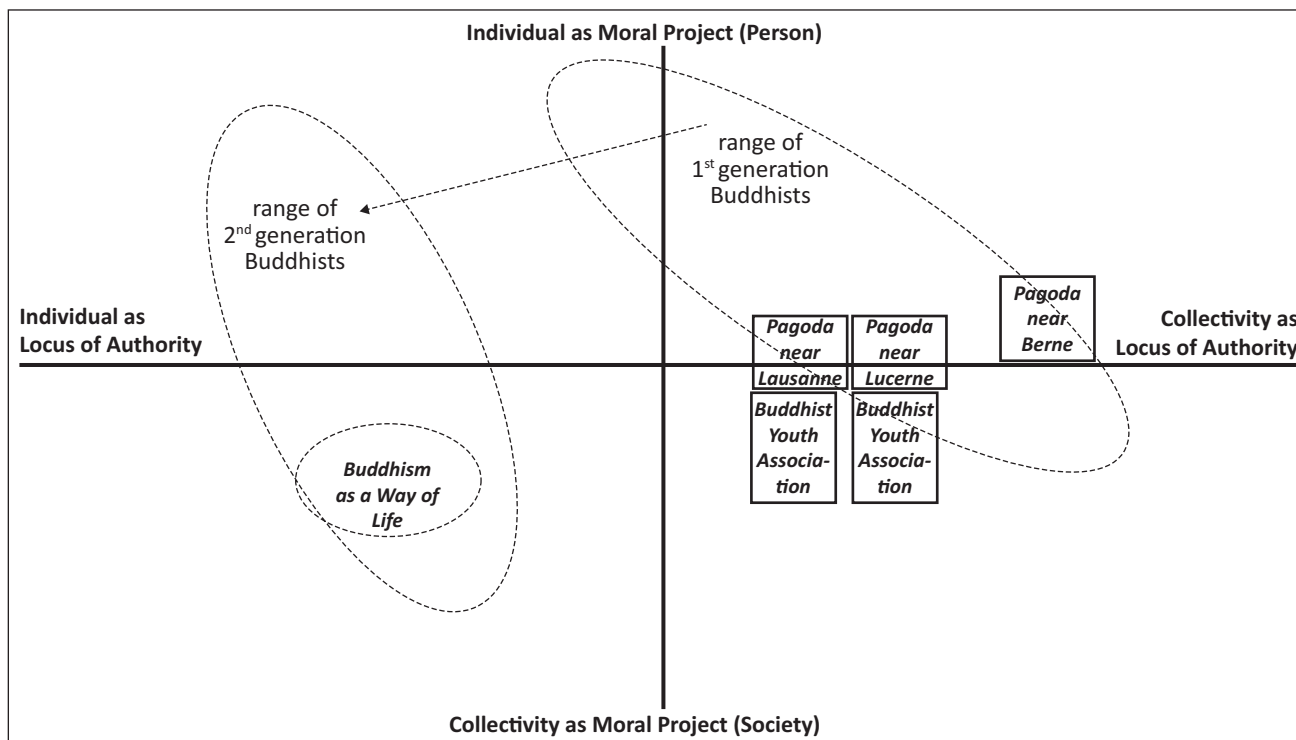 Individual as Moral Project (Person)
range of
1st generation
Buddhists
range of
2nd generation
Buddhists
Individual as
Locus of Authority
Pagoda
near
Lausanne
Pagoda
near
Lucerne
Pagoda
near
Berne
Collectivity as
Locus of Authority
Buddhist
Youth
Associa-
tion
Buddhist
Youth
Associa-
tion
Buddhism
as a Way of
Life
Collectivity as Moral Project (Society)